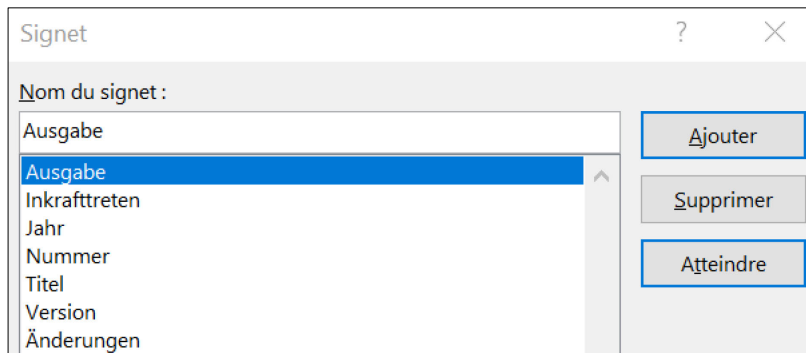 Signet ?
Nom du signet :
Ausgabe
Ajouter
Ausgabe
Inkrafttreten
Supprimer
Jahr
Nummer
Atteindre
Titel
Version
Änderungen